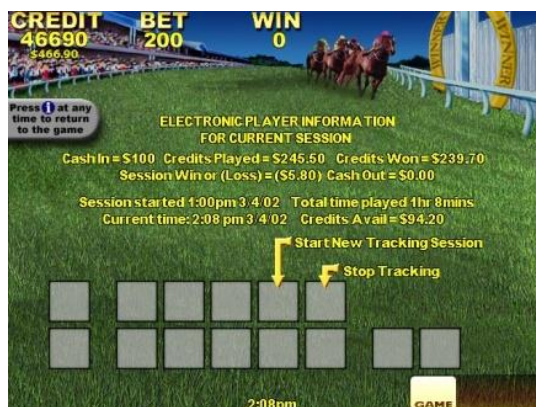 CREDIT BET WIN
46690 200 0
$466.90
WINNER
WINNER
Press i at any
time to return
to the game
ELECTRONIC PLAYER INFORMATION
FOR CURRENT SESSION
Cash In = $100 Credits Played = $245.50 Credits Won = $239.70
Session Win or (Loss) = ($5.80) Cash Out = $0.00
Session started 1:00pm 3/4/02 Total time played 1hr 8mins
Current time: 2:08 pm 3/4/02 Credits Avail = $94.20
Start New Tracking Session
Stop Tracking
2:08pm
GAME